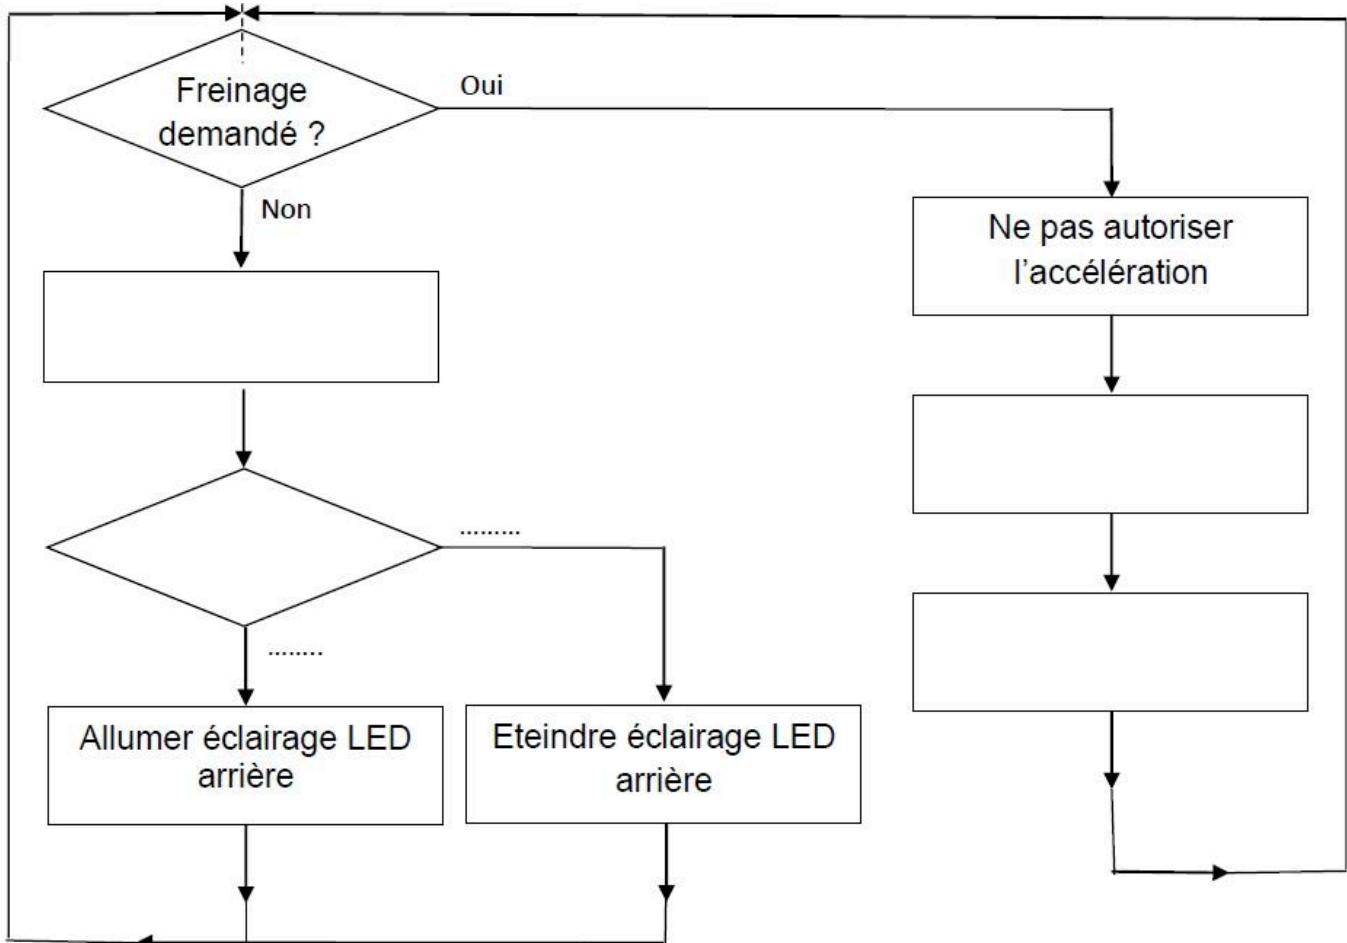 Freinage
demandé ?
Oui
Non
Ne pas autoriser
l'accélération
.........
........
Allumer éclairage LED
arrière
Eteindre éclairage LED
arrière